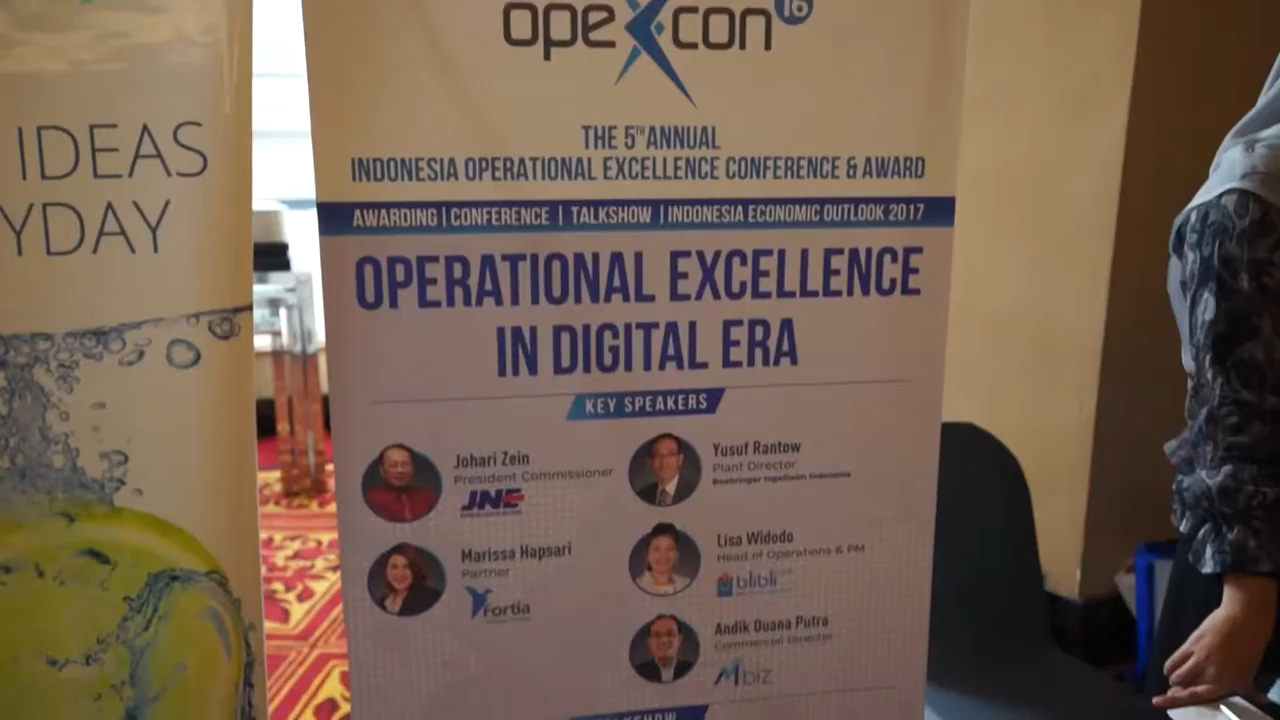 IDEAS
YDAY
opexcon 16
THE 5TH ANNUAL
INDONESIA OPERATIONAL EXCELLENCE CONFERENCE & AWARD
AWARDING | CONFERENCE | TALKSHOW | INDONESIA ECONOMIC OUTLOOK 2017
OPERATIONAL EXCELLENCE
IN DIGITAL ERA
KEY SPEAKERS
Johari Zein
President Commissioner
JNE
Marissa Hapsari
Partner
Fortia
Yusuf Rantow
Plant Director
Boehringer Ingelheim Indonesia
Lisa Widodo
Head of Operations & PM
blibli
Andik Duana Putra
Commercial Director
Mbiz